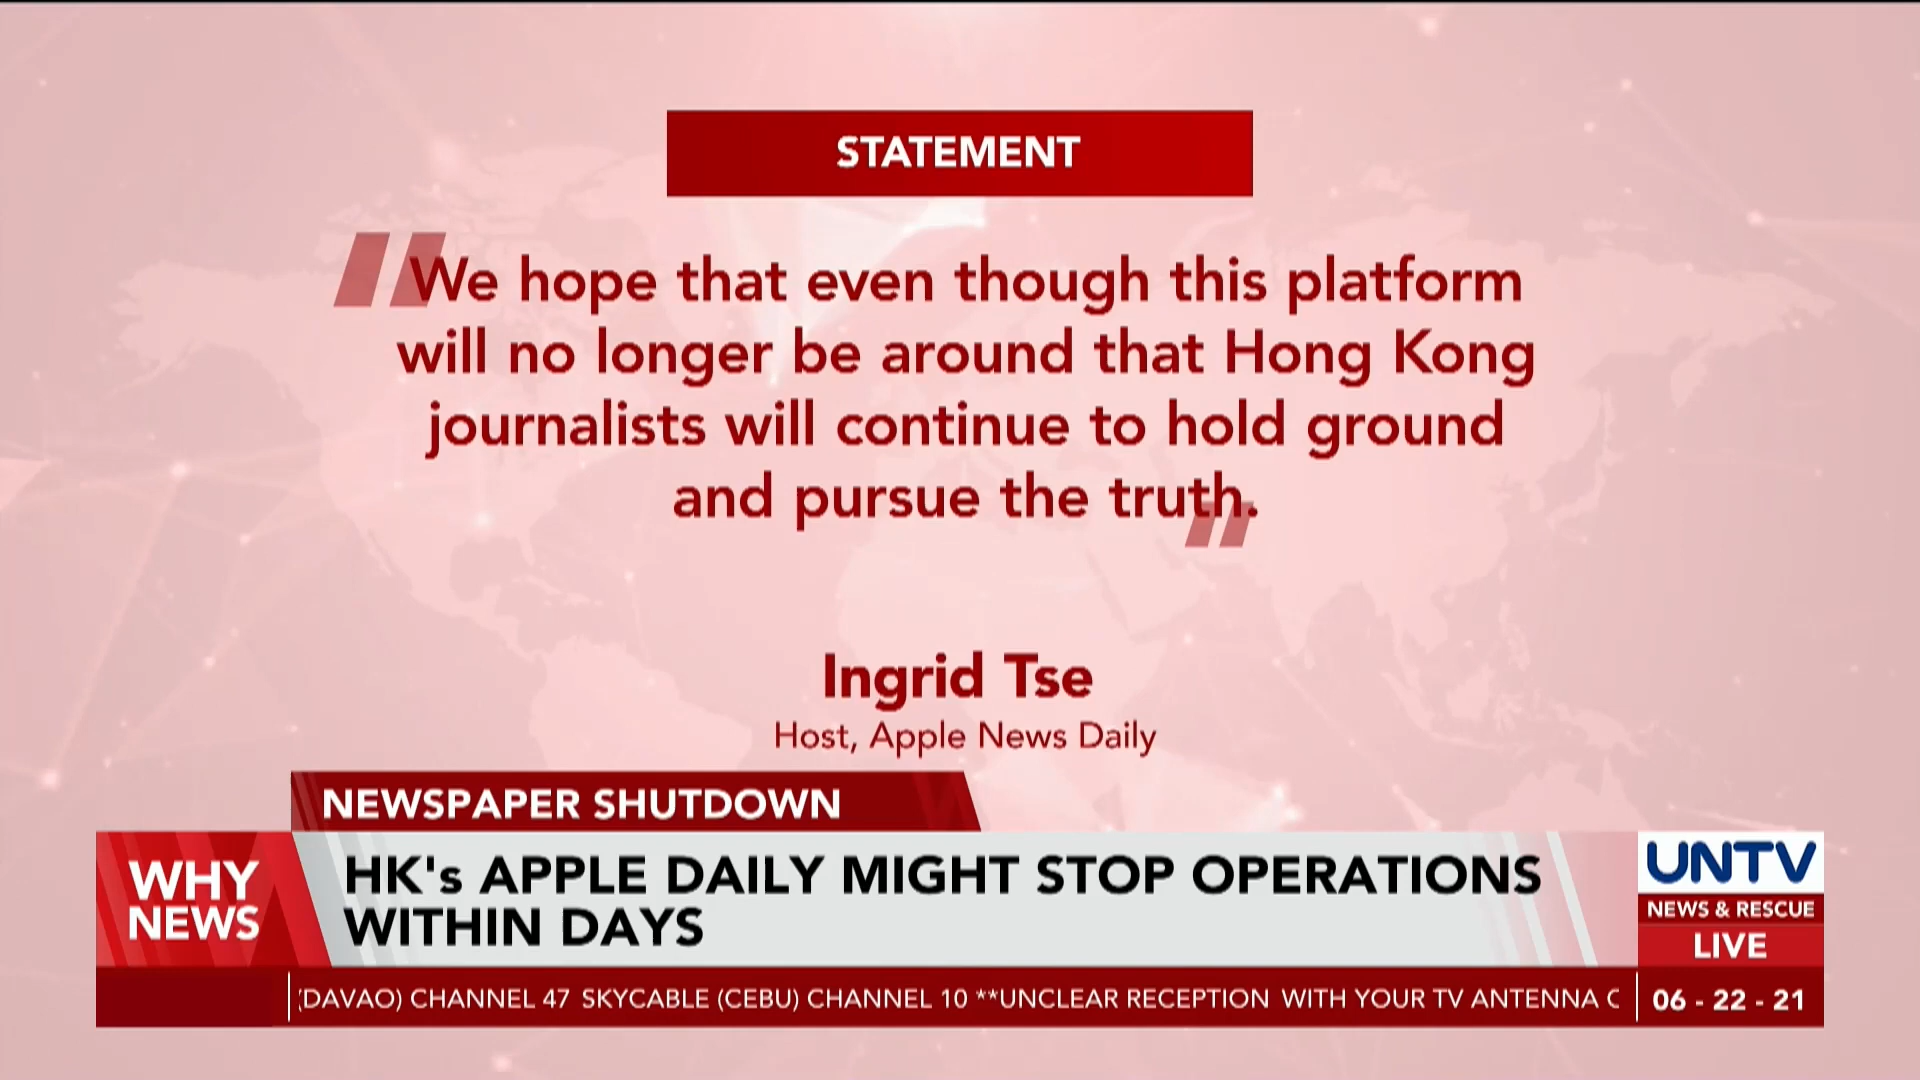 STATEMENT
"We hope that even though this platform
will no longer be around that Hong Kong
journalists will continue to hold ground
and pursue the truth."
Ingrid Tse
Host, Apple News Daily
NEWSPAPER SHUTDOWN
WHY
NEWS
HK's APPLE DAILY MIGHT STOP OPERATIONS
WITHIN DAYS
UNTV
NEWS & RESCUE
LIVE
(DAVAO) CHANNEL 47 SKYCABLE (CEBU) CHANNEL 10 **UNCLEAR RECEPTION WITH YOUR TV ANTENNA
06 - 22 - 21